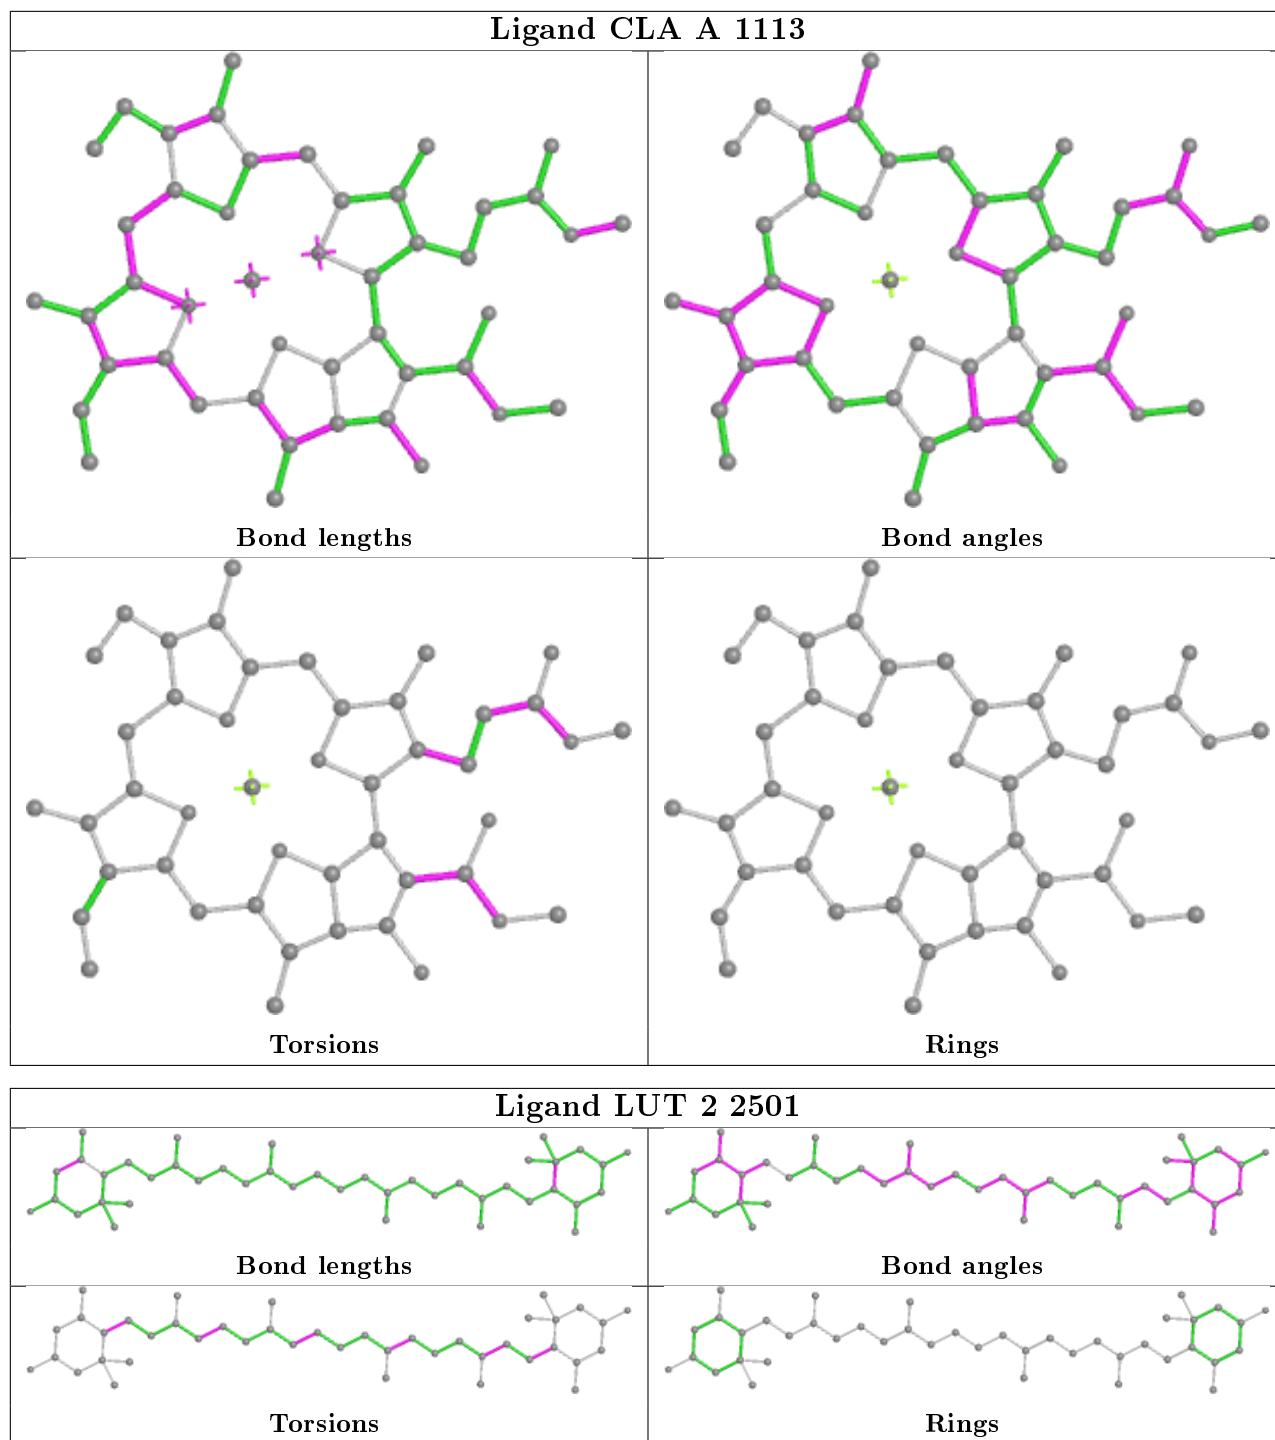 Ligand CLA A 1113
Bond lengths
Bond angles
Torsions
Rings
Ligand LUT 2 2501
Bond lengths
Bond angles
Torsions
Rings